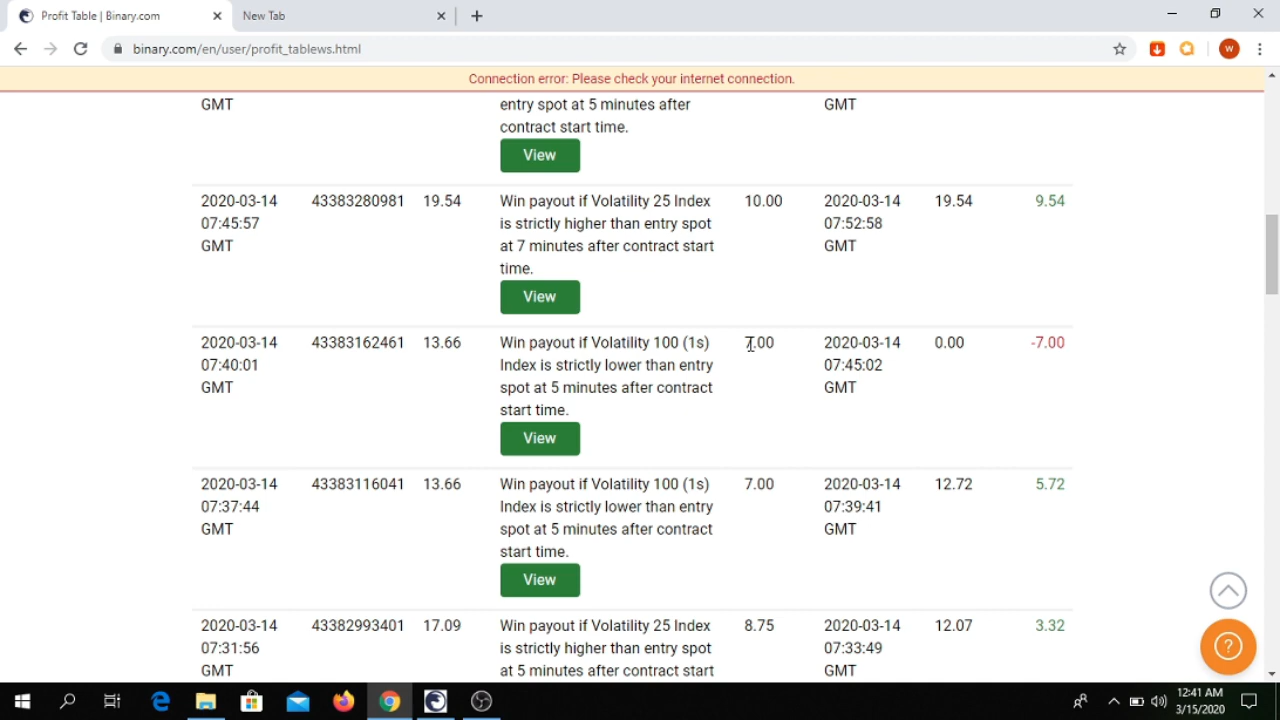 Profit Table | Binary.com
New Tab
binary.com/en/user/profit_tablews.html
W
Connection error: Please check your internet connection.
GMT entry spot at 5 minutes after GMT
contract start time.
View
2020-03-14 43383280981 19.54 Win payout if Volatility 25 Index 10.00 2020-03-14 19.54 9.54
07:45:57 is strictly higher than entry spot 07:52:58
GMT at 7 minutes after contract start GMT
time.
View
2020-03-14 43383162461 13.66 Win payout if Volatility 100 (1s) 7.00 2020-03-14 0.00 -7.00
07:40:01 Index is strictly lower than entry 07:45:02
GMT spot at 5 minutes after contract GMT
start time.
View
2020-03-14 43383116041 13.66 Win payout if Volatility 100 (1s) 7.00 2020-03-14 12.72 5.72
07:37:44 Index is strictly lower than entry 07:39:41
GMT spot at 5 minutes after contract GMT
start time.
View
2020-03-14 43382993401 17.09 Win payout if Volatility 25 Index 8.75 2020-03-14 12.07 3.32
07:31:56 is strictly higher than entry spot 07:33:49
GMT at 5 minutes after contract start GMT
12:41 AM
3/15/2020